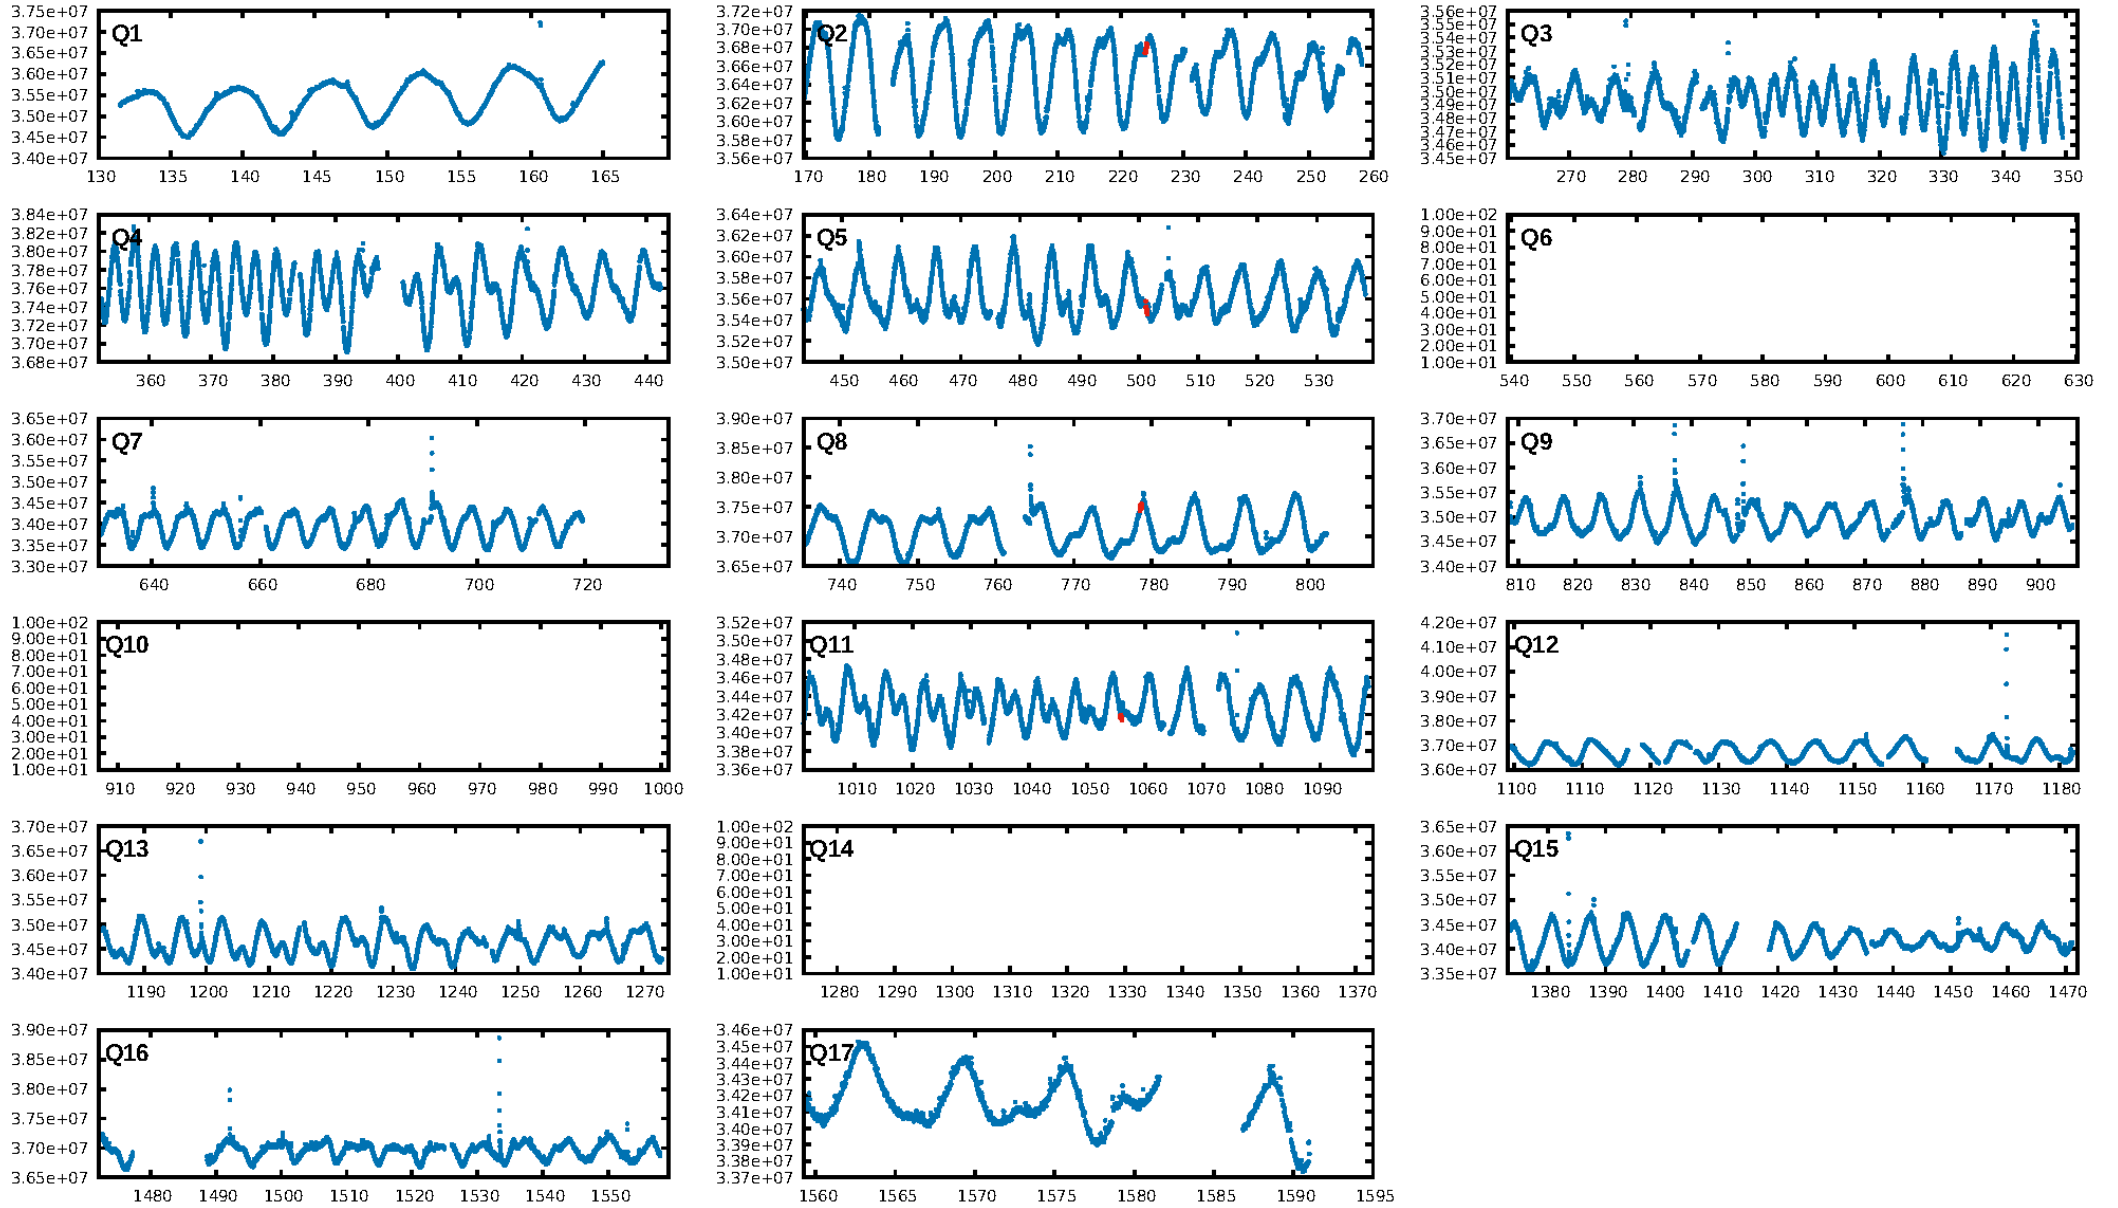 3.75e+07 3.70e+07 3.65e+07 3.60e+07 3.55e+07 3.50e+07 3.45e+07 3.40e+07
Q1
130 135 140 145 150 155 160 165
3.72e+07 3.70e+07 3.68e+07 3.66e+07 3.64e+07 3.62e+07 3.60e+07 3.58e+07 3.56e+07
Q2
170 180 190 200 210 220 230 240 250 260
3.56e+07 3.55e+07 3.53e+07 3.52e+07 3.51e+07 3.50e+07 3.49e+07 3.47e+07 3.46e+07 3.45e+07
Q3
270 280 290 300 310 320 330 340 350
3.84e+07 3.82e+07 3.80e+07 3.78e+07 3.76e+07 3.74e+07 3.72e+07 3.70e+07 3.68e+07
Q4
360 370 380 390 400 410 420 430 440
3.64e+07 3.62e+07 3.60e+07 3.58e+07 3.56e+07 3.54e+07 3.52e+07 3.50e+07
Q5
450 460 470 480 490 500 510 520 530
1.00e+02 9.00e+01 8.00e+01 7.00e+01 6.00e+01 5.00e+01 4.00e+01 3.00e+01 2.00e+01 1.00e+01
Q6
540 550 560 570 580 590 600 610 620 630
3.65e+07 3.60e+07 3.55e+07 3.50e+07 3.45e+07 3.40e+07 3.35e+07 3.30e+07
Q7
640 660 680 700 720
3.90e+07 3.85e+07 3.80e+07 3.75e+07 3.70e+07 3.65e+07
Q8
740 750 760 770 780 790 800
3.70e+07 3.65e+07 3.60e+07 3.55e+07 3.50e+07 3.45e+07 3.40e+07
Q9
810 820 830 840 850 860 870 880 890 900
1.00e+02 9.00e+01 8.00e+01 7.00e+01 6.00e+01 5.00e+01 4.00e+01 3.00e+01 2.00e+01 1.00e+01
Q10
910 920 930 940 950 960 970 980 990 1000
3.52e+07 3.50e+07 3.48e+07 3.46e+07 3.44e+07 3.42e+07 3.40e+07 3.38e+07 3.36e+07
Q11
1010 1020 1030 1040 1050 1060 1070 1080 1090
4.20e+07 4.10e+07 4.00e+07 3.90e+07 3.80e+07 3.70e+07 3.60e+07
Q12
1100 1110 1120 1130 1140 1150 1160 1170 1180
3.70e+07 3.65e+07 3.60e+07 3.55e+07 3.50e+07 3.45e+07 3.40e+07
Q13
1190 1200 1210 1220 1230 1240 1250 1260 1270
1.00e+02 9.00e+01 8.00e+01 7.00e+01 6.00e+01 5.00e+01 4.00e+01 3.00e+01 2.00e+01 1.00e+01
Q14
1280 1290 1300 1310 1320 1330 1340 1350 1360 1370
3.65e+07 3.60e+07 3.55e+07 3.50e+07 3.45e+07 3.40e+07 3.35e+07
Q15
1380 1390 1400 1410 1420 1430 1440 1450 1460 1470
3.90e+07 3.85e+07 3.80e+07 3.75e+07 3.70e+07 3.65e+07
Q16
1480 1490 1500 1510 1520 1530 1540 1550
3.46e+07 3.45e+07 3.44e+07 3.43e+07 3.42e+07 3.41e+07 3.40e+07 3.39e+07 3.38e+07 3.37e+07
Q17
1560 1565 1570 1575 1580 1585 1590 1595